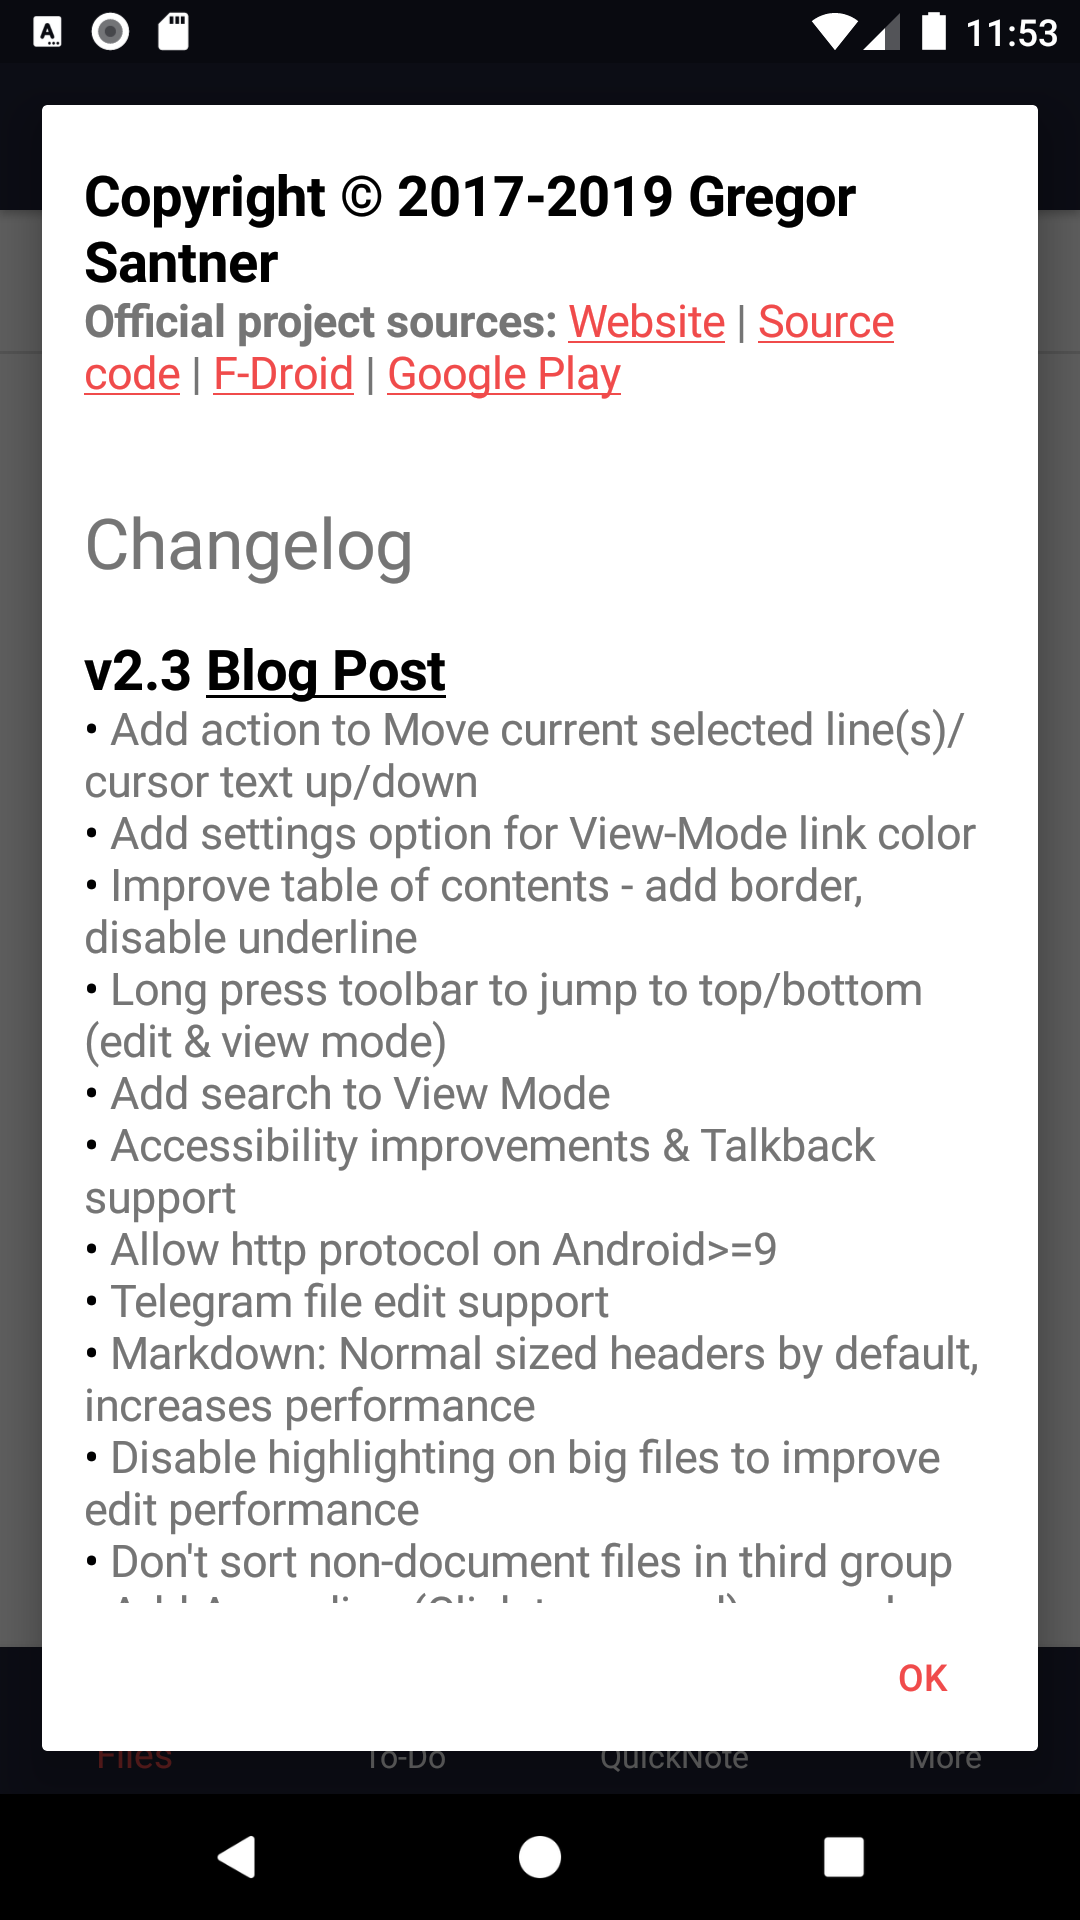 11:53
Copyright © 2017-2019 Gregor
Santner
Official project sources: Website | Source
code | F-Droid | Google Play
Changelog
v2.3 Blog Post
• Add action to Move current selected line(s)/
cursor text up/down
• Add settings option for View-Mode link color
• Improve table of contents - add border,
disable underline
• Long press toolbar to jump to top/bottom
(edit & view mode)
• Add search to View Mode
• Accessibility improvements & Talkback
support
• Allow http protocol on Android>=9
• Telegram file edit support
• Markdown: Normal sized headers by default,
increases performance
• Disable highlighting on big files to improve
edit performance
• Don't sort non-document files in third group
OK
Files To-Do QuickNote More